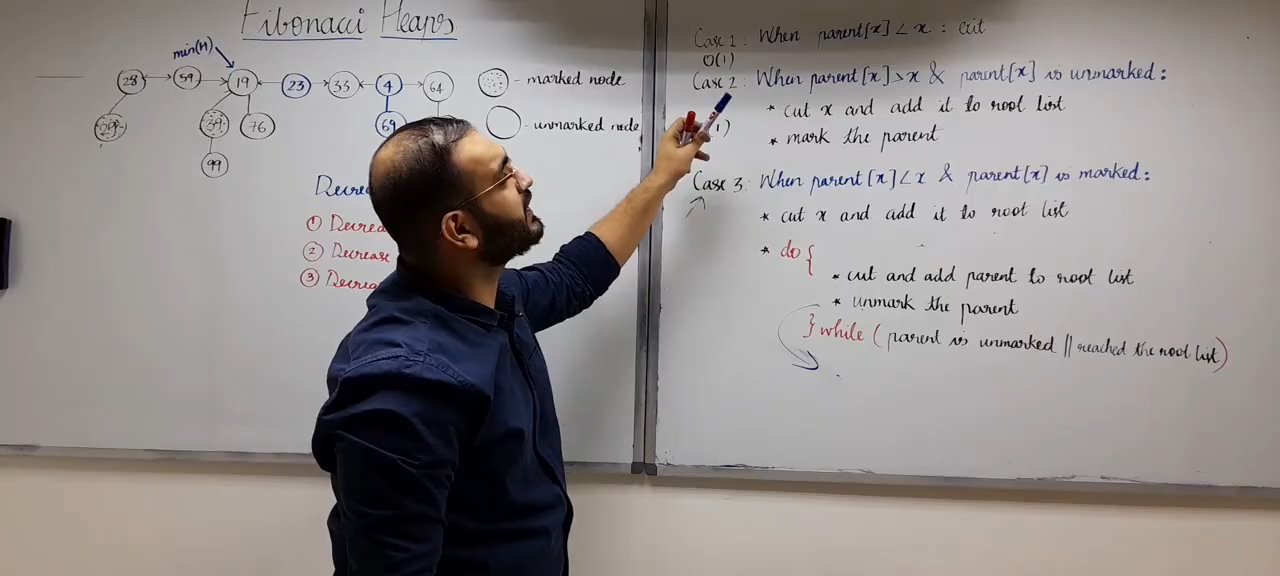 Fibonacci Heaps
min(H)
28
59
19
23
33
4
64
76
69
99
- marked node
- unmarked node
Decre
① Decrea
② Decrease
③ Decrea
Case 1: When parent[x] < x : exit
O(1)
Case 2: When parent[x] > x & parent[x] is unmarked:
* cut x and add it to root list
1)
* mark the parent
Case 3: When parent[x] < x & parent[x] is marked:
* cut x and add it to root list
* do {
* cut and add parent to root list
* unmark the parent
} while ( parent is unmarked || reached the root list )